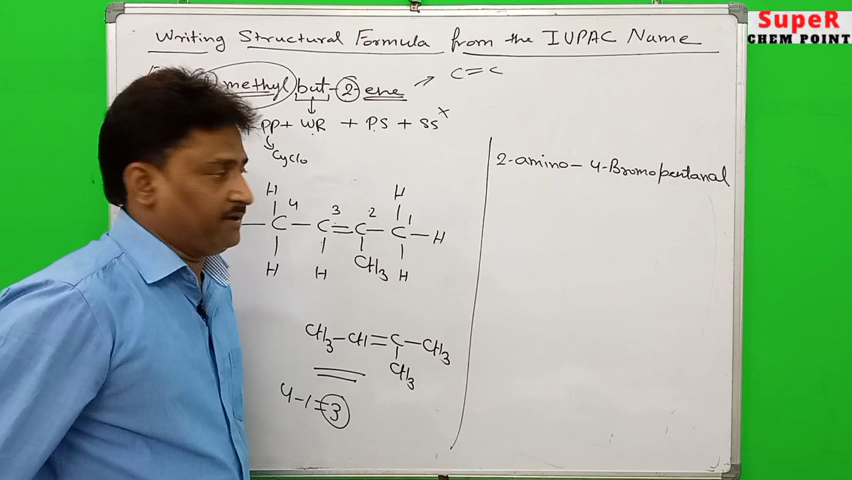 SupeR
CHEM POINT
Writing Structural Formula from the IUPAC Name
methyl but-2-ene → C=C
PP + WR + PS + SS x
Cyclo
H H
4 3 2 1
—C—C=C—C—H
H H CH3 H
CH3—CH=C—CH3
CH3
4-1=3
2-amino-4-Bromopentanal